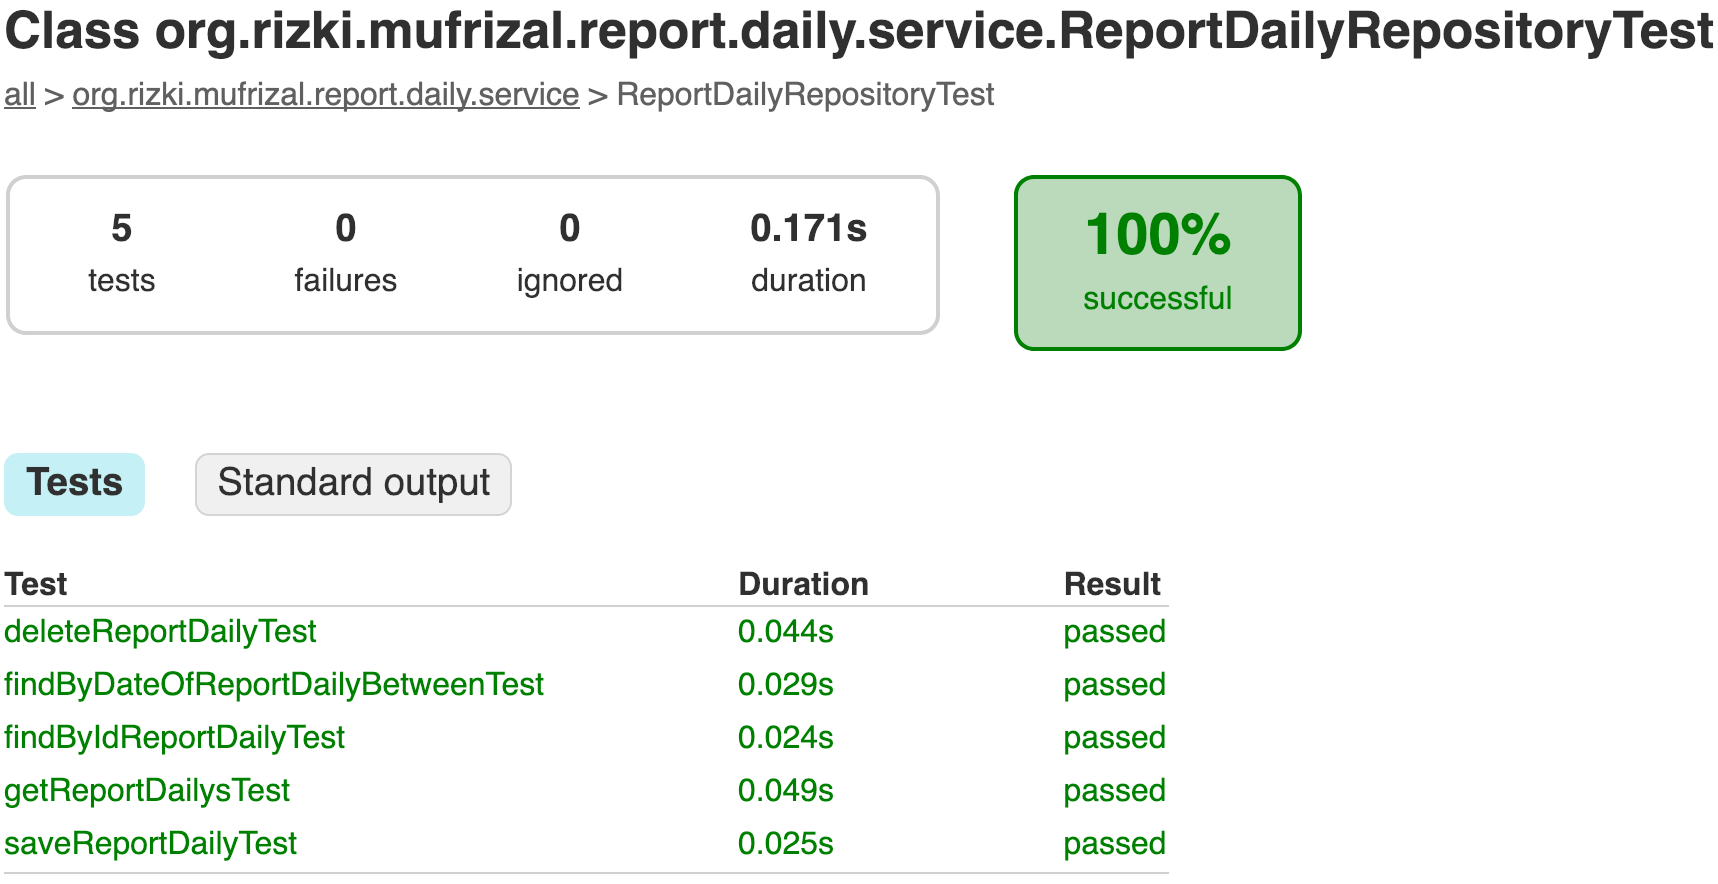 Class org.rizki.mufrizal.report.daily.service.ReportDailyRepositoryTest
all > org.rizki.mufrizal.report.daily.service > ReportDailyRepositoryTest
5 0 0 0.171s
tests failures ignored duration
100%
successful
Tests Standard output
Test Duration Result
deleteReportDailyTest 0.044s passed
findByDateOfReportDailyBetweenTest 0.029s passed
findByIdReportDailyTest 0.024s passed
getReportDailysTest 0.049s passed
saveReportDailyTest 0.025s passed